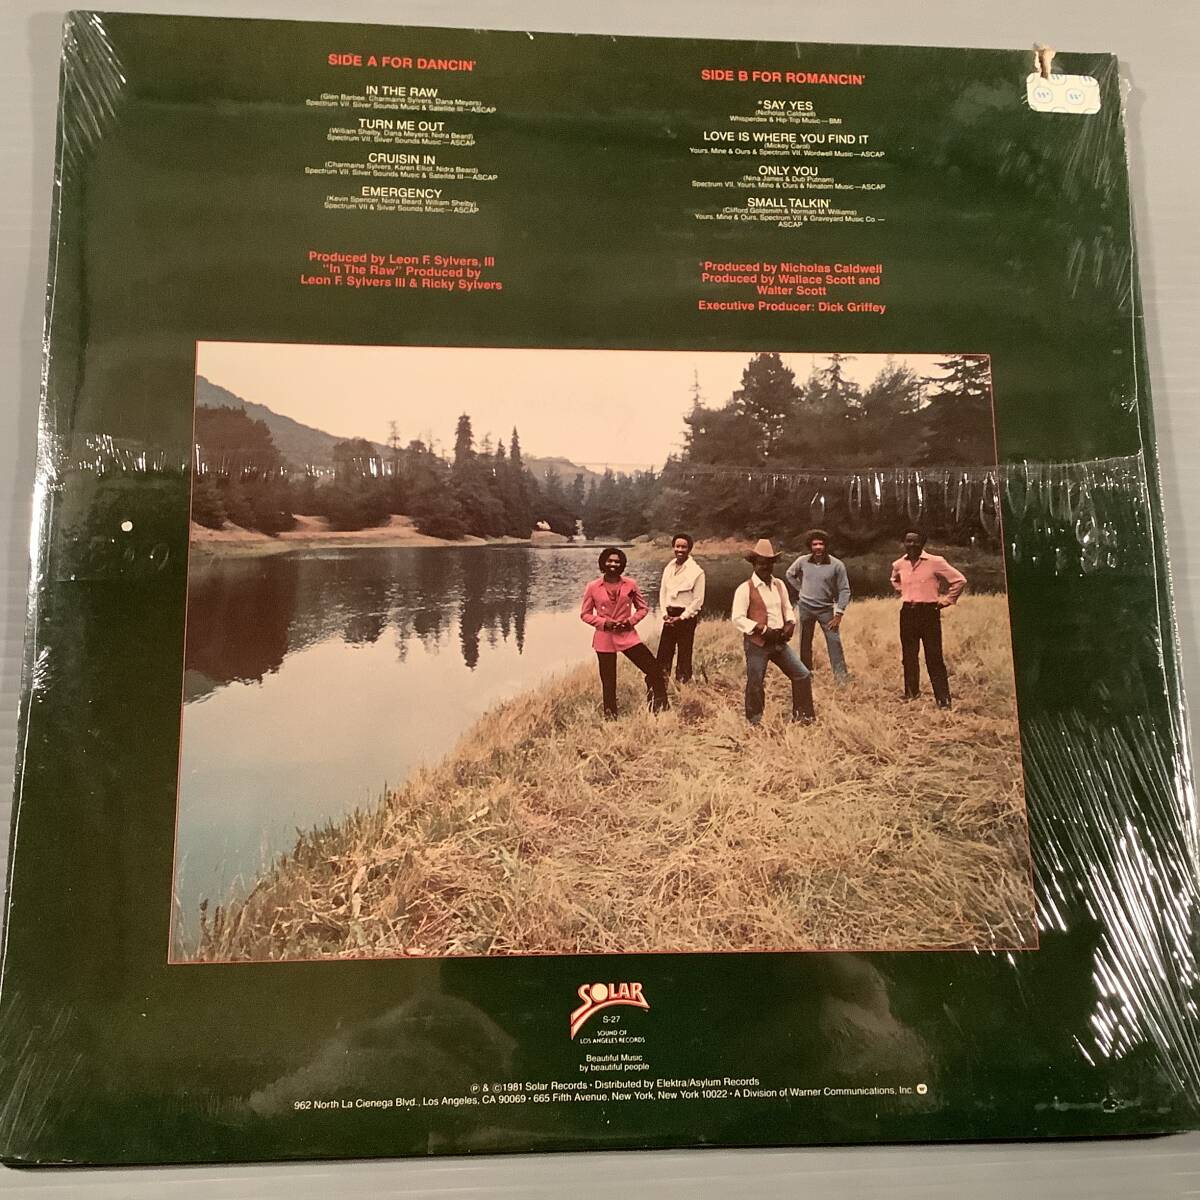 SIDE A FOR DANCIN'
IN THE RAW
(Glen Barbee, Charmaine Sylvers, Dana Meyers)
Spectrum VII, Silver Sounds Music & Satellite III—ASCAP
TURN ME OUT
(William Shelby, Dana Meyers, Nidra Beard)
Spectrum VII, Silver Sounds Music—ASCAP
CRUISIN IN
(Charmaine Sylvers, Karen Elliot, Nidra Beard)
Spectrum VII, Silver Sounds Music & Satellite III—ASCAP
EMERGENCY
(Kevin Spencer, Nidra Beard, William Shelby)
Spectrum VII & Silver Sounds Music—ASCAP
Produced by Leon F. Sylvers, III
"In The Raw" Produced by
Leon F. Sylvers III & Ricky Sylvers
SIDE B FOR ROMANCIN'
*SAY YES
(Nicholas Caldwell)
Whisperdex & Hip Trip Music—BMI
LOVE IS WHERE YOU FIND IT
(Mickey Carol)
Yours, Mine & Ours & Spectrum VII, Wordwell Music—ASCAP
ONLY YOU
(Nina James & Dub Putnam)
Spectrum VII, Yours, Mine & Ours & Ninatom Music—ASCAP
SMALL TALKIN'
(Clifford Goldsmith & Norman M. Williams)
Yours, Mine & Ours, Spectrum VII & Graveyard Music Co.—
ASCAP
*Produced by Nicholas Caldwell
Produced by Wallace Scott and
Walter Scott
Executive Producer: Dick Griffey
SOLAR
S-27
SOUND OF
LOS ANGELES RECORDS
Beautiful Music
by beautiful people
℗ & ©1981 Solar Records · Distributed by Elektra/Asylum Records
962 North La Cienega Blvd., Los Angeles, CA 90069 · 665 Fifth Avenue, New York, New York 10022 · A Division of Warner Communications, Inc.